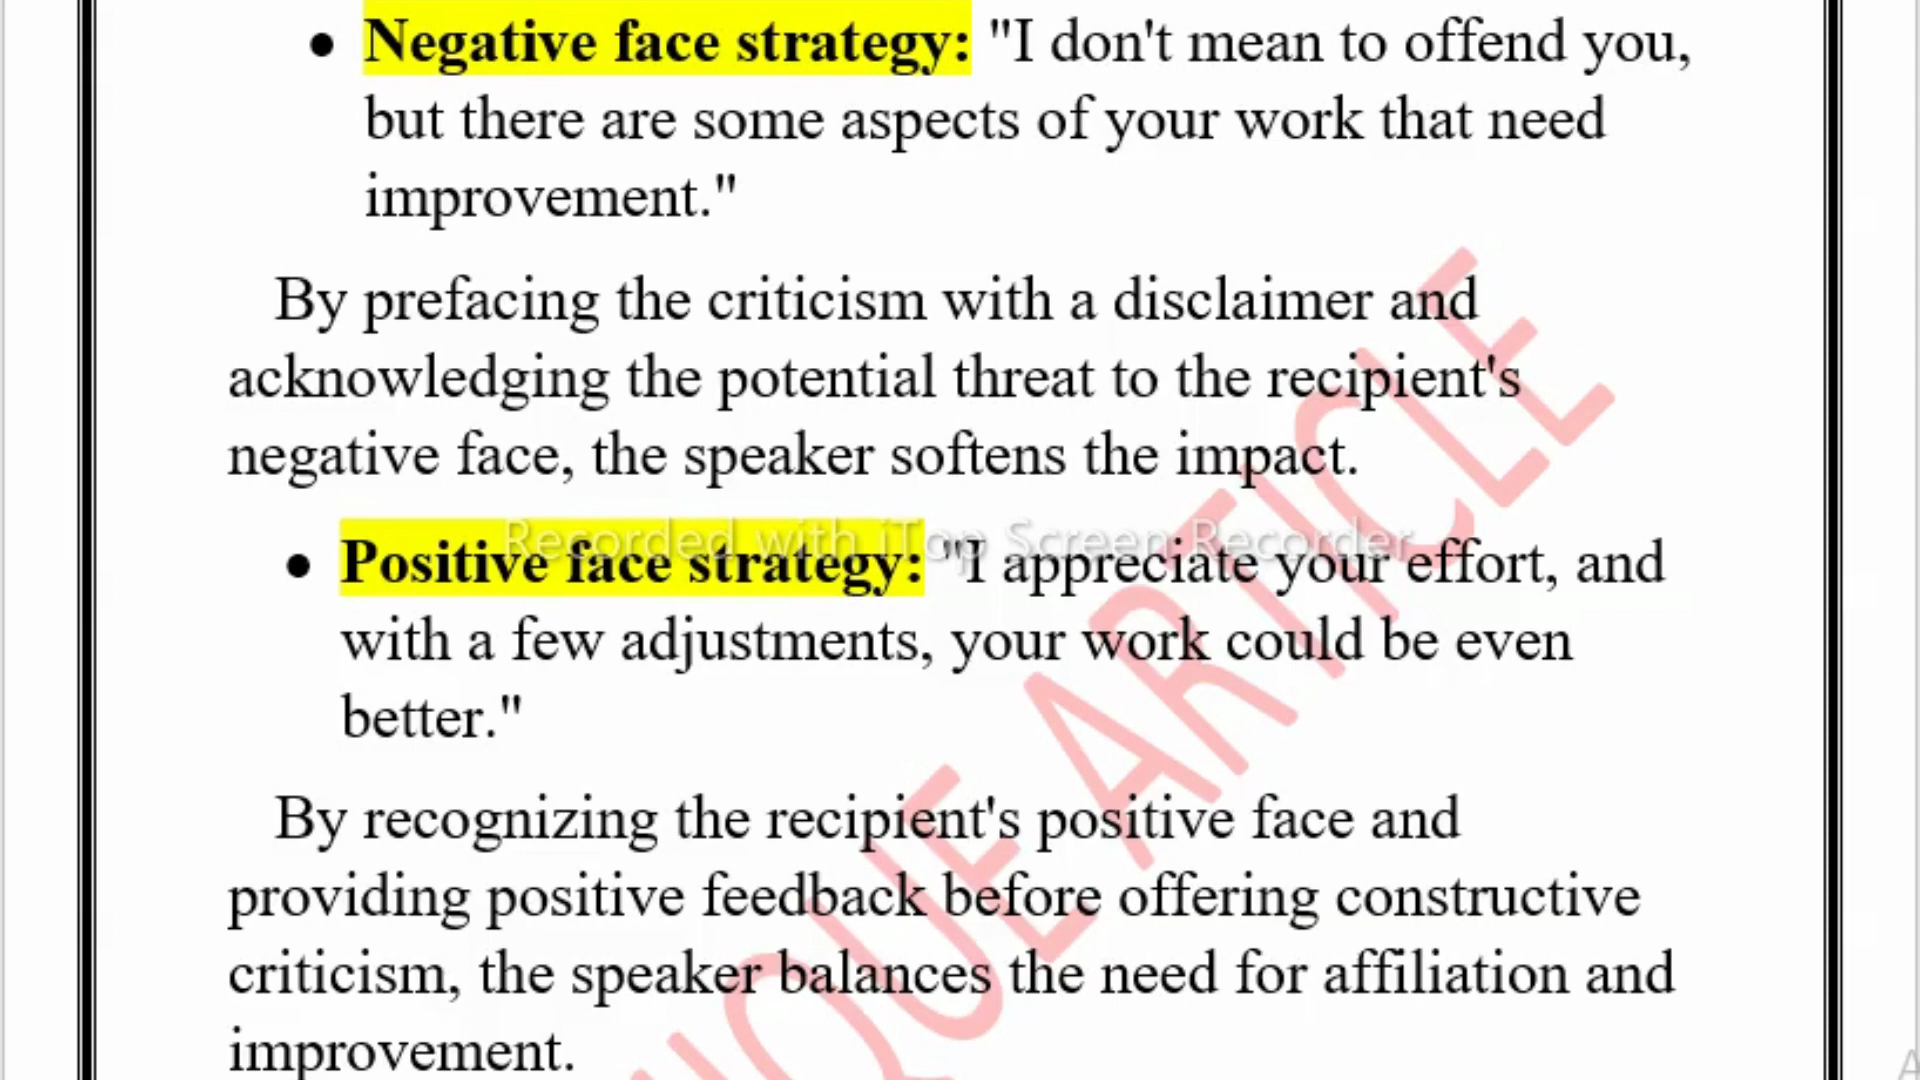 • Negative face strategy: "I don't mean to offend you,
but there are some aspects of your work that need
improvement."
By prefacing the criticism with a disclaimer and
acknowledging the potential threat to the recipient's
negative face, the speaker softens the impact.
Recorded with iTop Screen Recorder
• Positive face strategy: "I appreciate your effort, and
with a few adjustments, your work could be even
better."
By recognizing the recipient's positive face and
providing positive feedback before offering constructive
criticism, the speaker balances the need for affiliation and
improvement.
ARTICLE